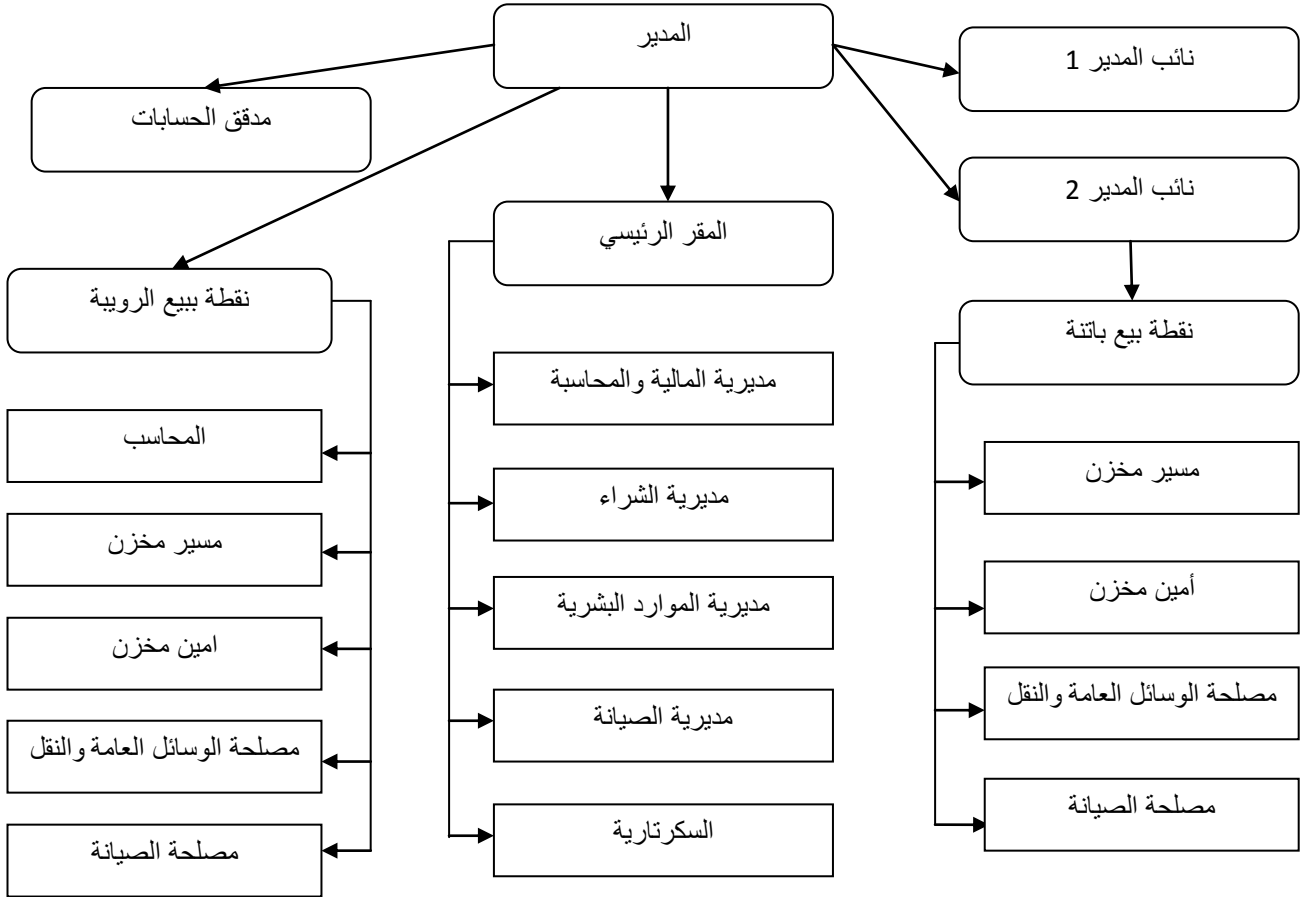 المدير
نائب المدير 1
مدقق الحسابات
نائب المدير 2
المقر الرئيسي
نقطة ببيع الرويبة
نقطة بيع باتنة
مديرية المالية والمحاسبة
مديرية الشراء
مديرية الموارد البشرية
مديرية الصيانة
السكرتارية
المحاسب
مسير مخزن
امين مخزن
مصلحة الوسائل العامة والنقل
مصلحة الصيانة
مسير مخزن
أمين مخزن
مصلحة الوسائل العامة والنقل
مصلحة الصيانة